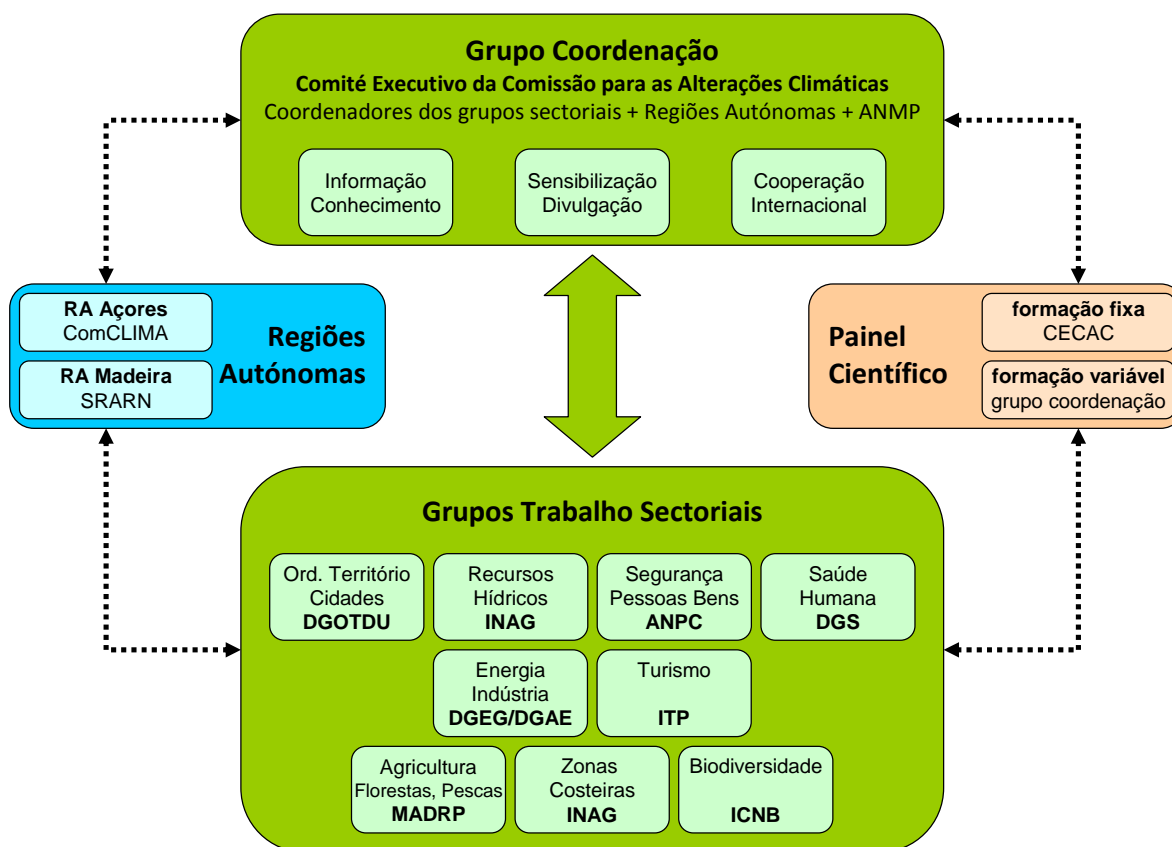 Grupo Coordenação
Comité Executivo da Comissão para as Alterações Climáticas
Coordenadores dos grupos sectoriais + Regiões Autónomas + ANMP
Informação
Conhecimento
Sensibilização
Divulgação
Cooperação
Internacional
RA Açores
ComCLIMA
RA Madeira
SRARN
Regiões
Autónomas
Painel
Científico
formação fixa
CECAC
formação variável
grupo coordenação
Grupos Trabalho Sectoriais
Ord. Território
Cidades
DGOTDU
Recursos
Hídricos
INAG
Segurança
Pessoas Bens
ANPC
Saúde
Humana
DGS
Energia
Indústria
DGEG/DGAE
Turismo
ITP
Agricultura
Florestas, Pescas
MADRP
Zonas
Costeiras
INAG
Biodiversidade
ICNB